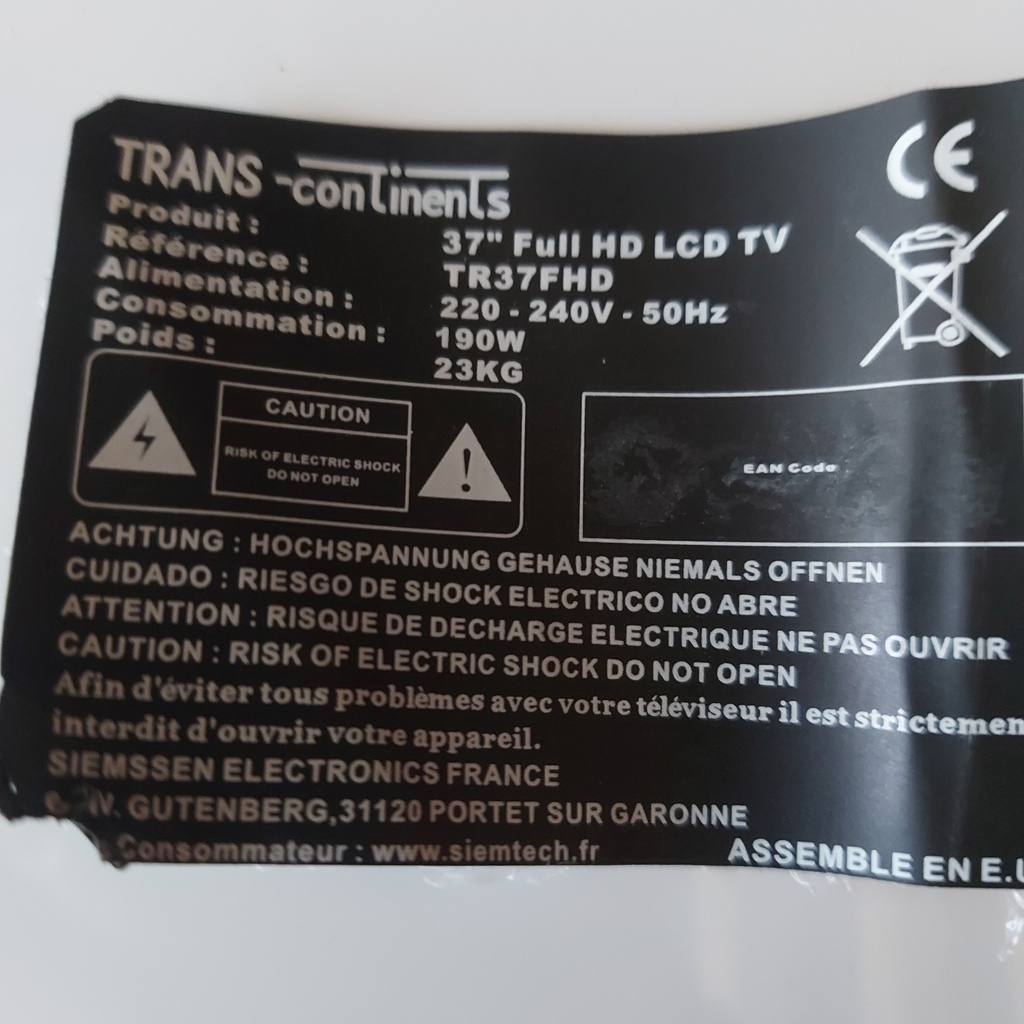 TRANS-continents
Produit : 37" Full HD LCD TV
Référence : TR37FHD
Alimentation : 220 - 240V - 50Hz
Consommation : 190W
Poids : 23KG
CE
CAUTION
RISK OF ELECTRIC SHOCK
DO NOT OPEN
EAN Code
ACHTUNG : HOCHSPANNUNG GEHAUSE NIEMALS OFFNEN
CUIDADO : RIESGO DE SHOCK ELECTRICO NO ABRE
ATTENTION : RISQUE DE DECHARGE ELECTRIQUE NE PAS OUVRIR
CAUTION : RISK OF ELECTRIC SHOCK DO NOT OPEN
Afin d'éviter tous problèmes avec votre téléviseur il est strictemen
interdit d'ouvrir votre appareil.
SIEMSSEN ELECTRONICS FRANCE
GUTENBERG,31120 PORTET SUR GARONNE
Consommateur : www.siemtech.fr
ASSEMBLE EN E.U